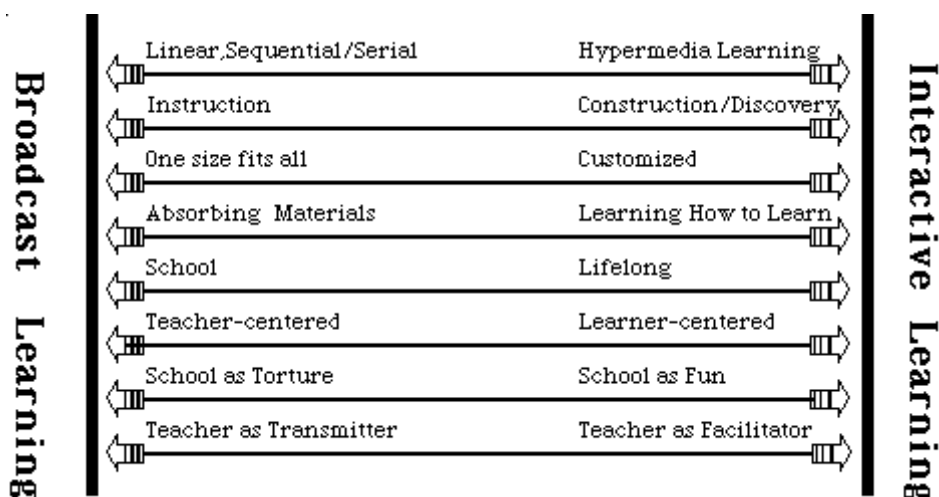 Broadcast Learning
Linear,Sequential/Serial Hypermedia Learning
Instruction Construction/Discovery
One size fits all Customized
Absorbing Materials Learning How to Learn
School Lifelong
Teacher-centered Learner-centered
School as Torture School as Fun
Teacher as Transmitter Teacher as Facilitator
Interactive Learning